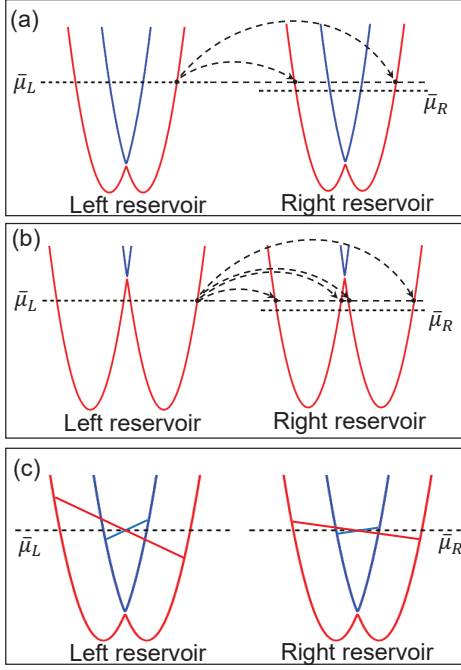 (a)
μ̄_L
μ̄_R
Left reservoir Right reservoir
(b)
μ̄_L
μ̄_R
Left reservoir Right reservoir
(c)
μ̄_L
μ̄_R
Left reservoir Right reservoir